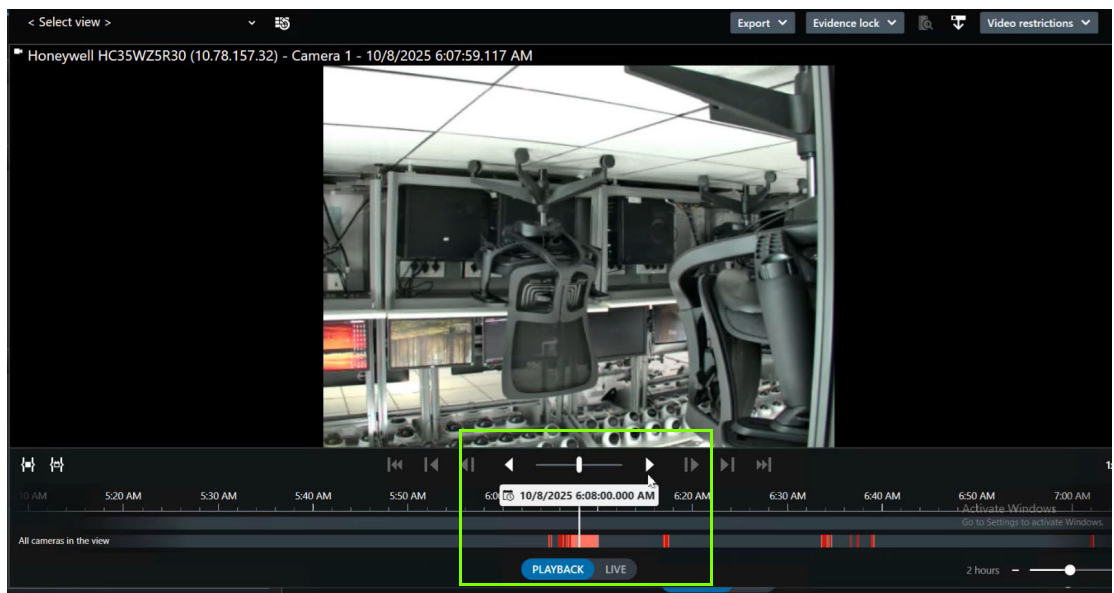 < Select view >
Export
Evidence lock
Video restrictions
Honeywell HC35WZ5R30 (10.78.157.32) - Camera 1 - 10/8/2025 6:07:59.117 AM
10 AM 5:20 AM 5:30 AM 5:40 AM 5:50 AM 10/8/2025 6:08:00.000 AM 6:20 AM 6:30 AM 6:40 AM 6:50 AM 7:00 AM
Activate Windows
Go to Settings to activate Windows.
All cameras in the view
PLAYBACK LIVE
2 hours